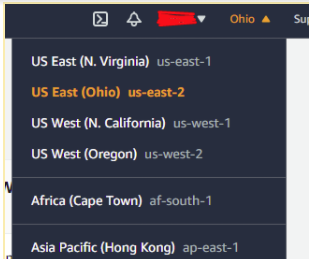 Ohio ▲ Su
US East (N. Virginia) us-east-1
US East (Ohio) us-east-2
US West (N. California) us-west-1
US West (Oregon) us-west-2
Africa (Cape Town) af-south-1
Asia Pacific (Hong Kong) ap-east-1